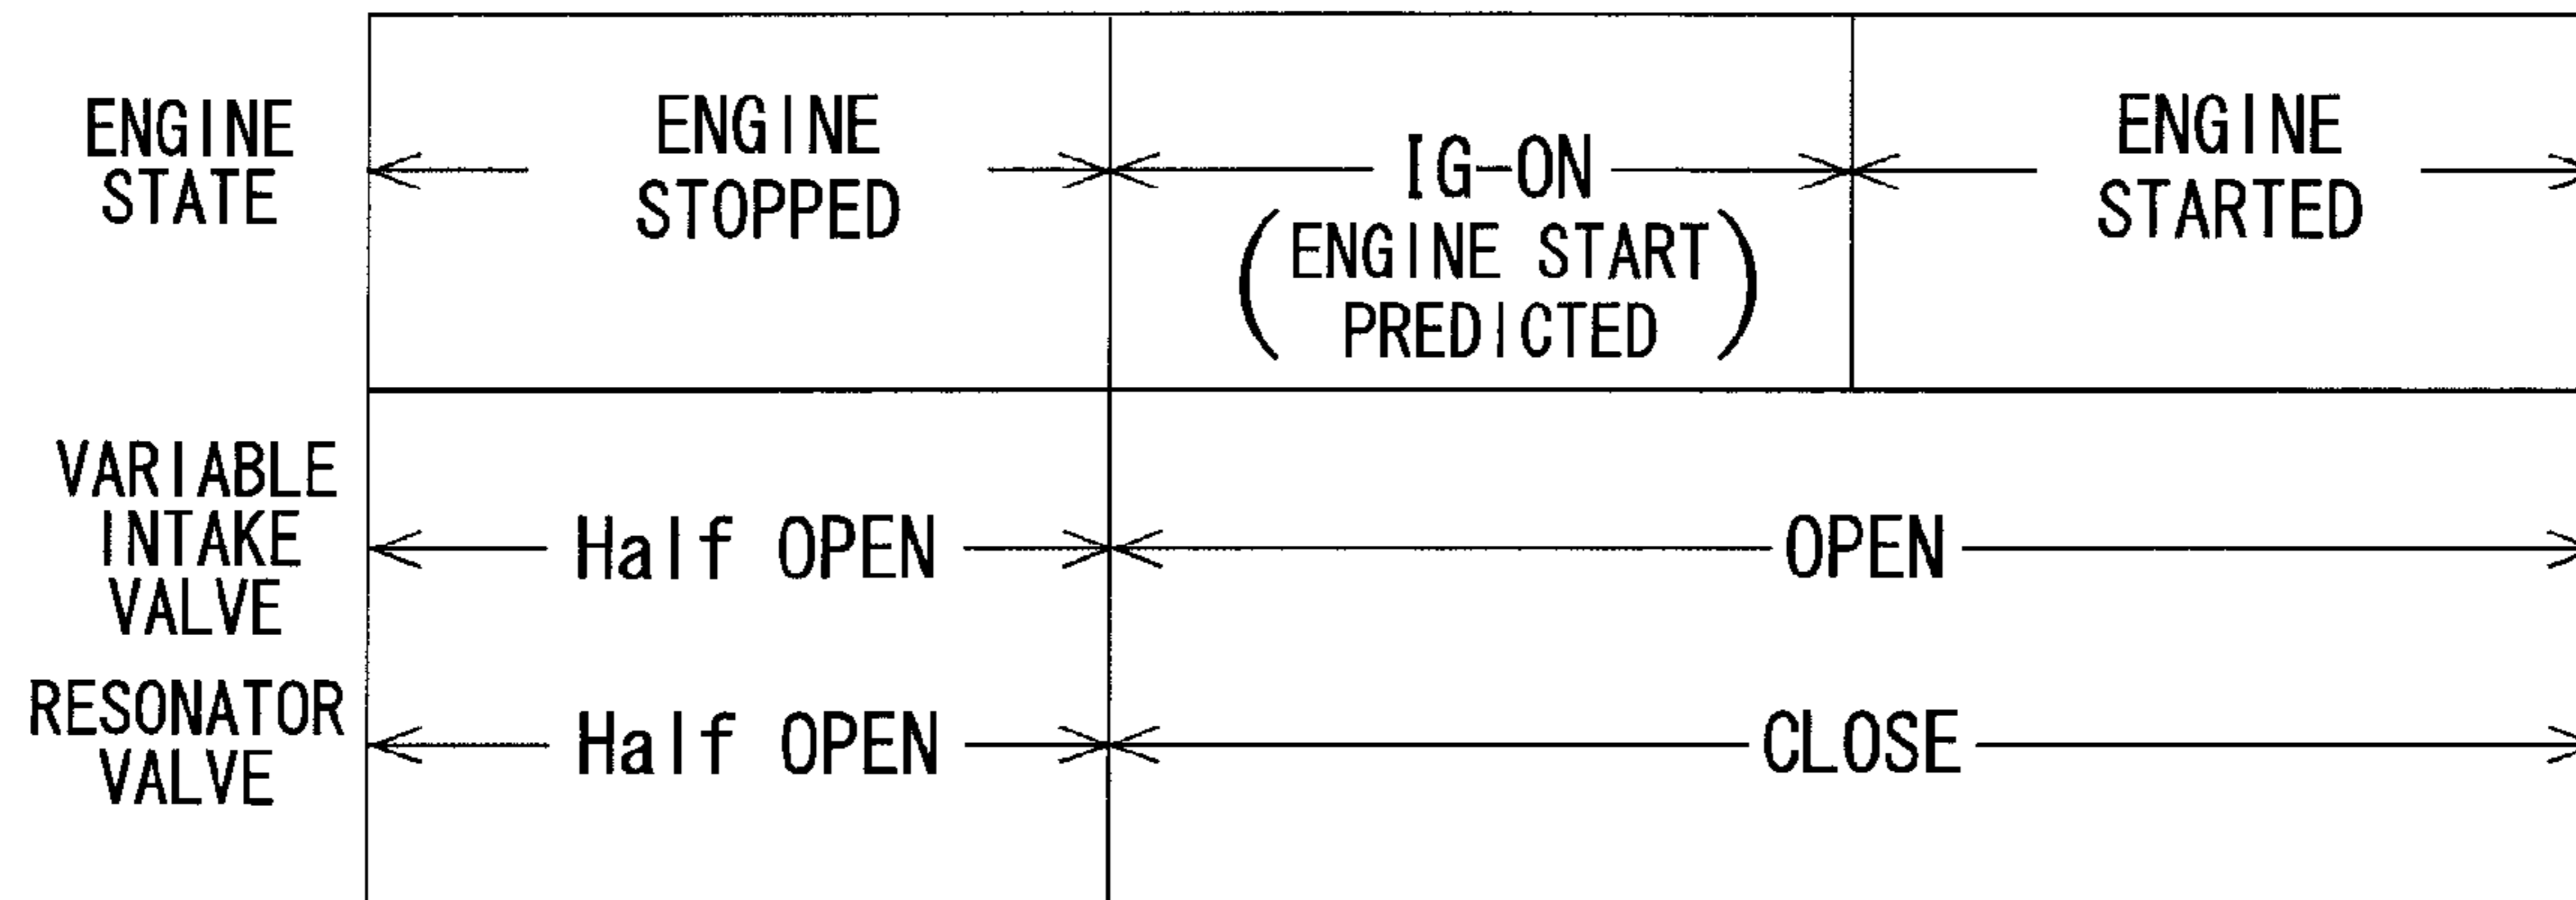 ENGINE
STATE
ENGINE
STOPPED
IG-ON
(ENGINE START
PREDICTED)
ENGINE
STARTED
VARIABLE
INTAKE
VALVE
Half OPEN
OPEN
RESONATOR
VALVE
Half OPEN
CLOSE